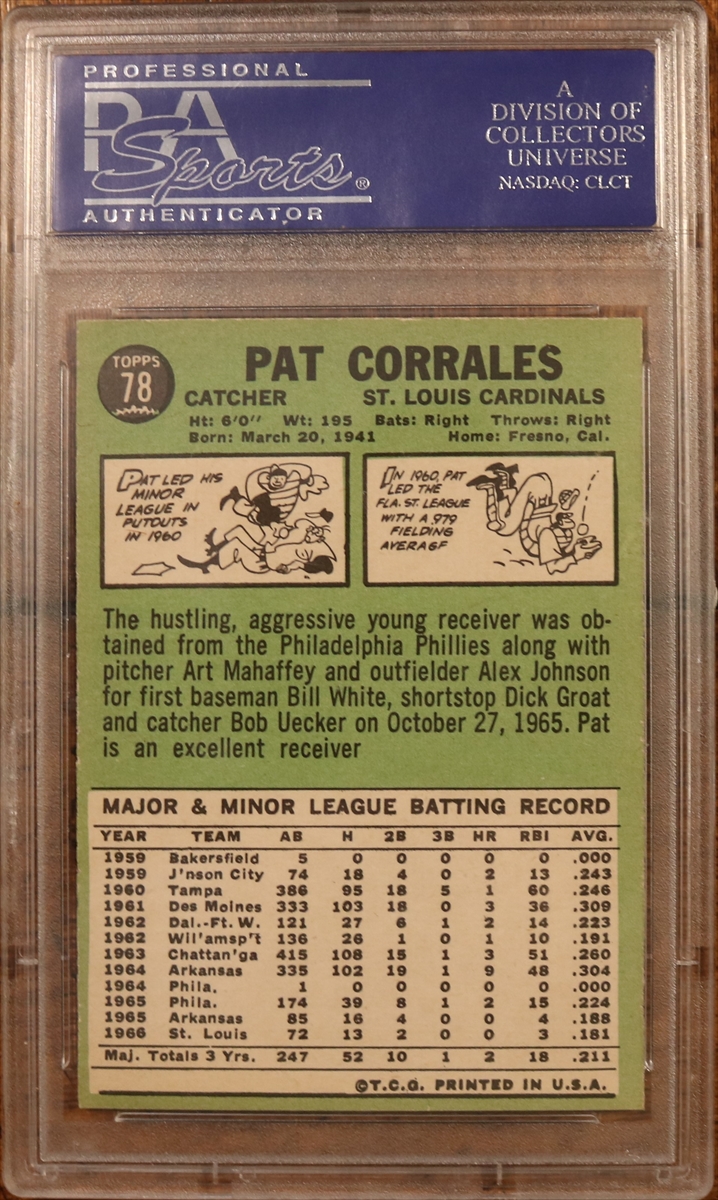 PROFESSIONAL
PSA
Sports®
AUTHENTICATOR
A
DIVISION OF
COLLECTORS
UNIVERSE
NASDAQ: CLCT
TOPPS
78
PAT CORRALES
CATCHER ST. LOUIS CARDINALS
Ht: 6'0" Wt: 195 Bats: Right Throws: Right
Born: March 20, 1941 Home: Fresno, Cal.
PAT LED HIS
MINOR
LEAGUE IN
PUTOUTS
IN 1960
IN 1960, PAT
LED THE
FLA. ST. LEAGUE
WITH A .979
FIELDING
AVERAGE
The hustling, aggressive young receiver was ob-
tained from the Philadelphia Phillies along with
pitcher Art Mahaffey and outfielder Alex Johnson
for first baseman Bill White, shortstop Dick Groat
and catcher Bob Uecker on October 27, 1965. Pat
is an excellent receiver
MAJOR & MINOR LEAGUE BATTING RECORD
YEAR TEAM AB H 2B 3B HR RBI AVG.
1959 Bakersfield 5 0 0 0 0 0 .000
1959 J'nson City 74 18 4 0 2 13 .243
1960 Tampa 386 95 18 5 1 60 .246
1961 Des Moines 333 103 18 0 3 36 .309
1962 Dal.-Ft. W. 121 27 6 1 2 14 .223
1962 Wil'amsp't 136 26 1 0 1 10 .191
1963 Chattan'ga 415 108 15 1 3 51 .260
1964 Arkansas 335 102 19 1 9 48 .304
1964 Phila. 1 0 0 0 0 0 .000
1965 Phila. 174 39 8 1 2 15 .224
1965 Arkansas 85 16 4 0 0 4 .188
1966 St. Louis 72 13 2 0 0 3 .181
Maj. Totals 3 Yrs. 247 52 10 1 2 18 .211
©T.C.G. PRINTED IN U.S.A.